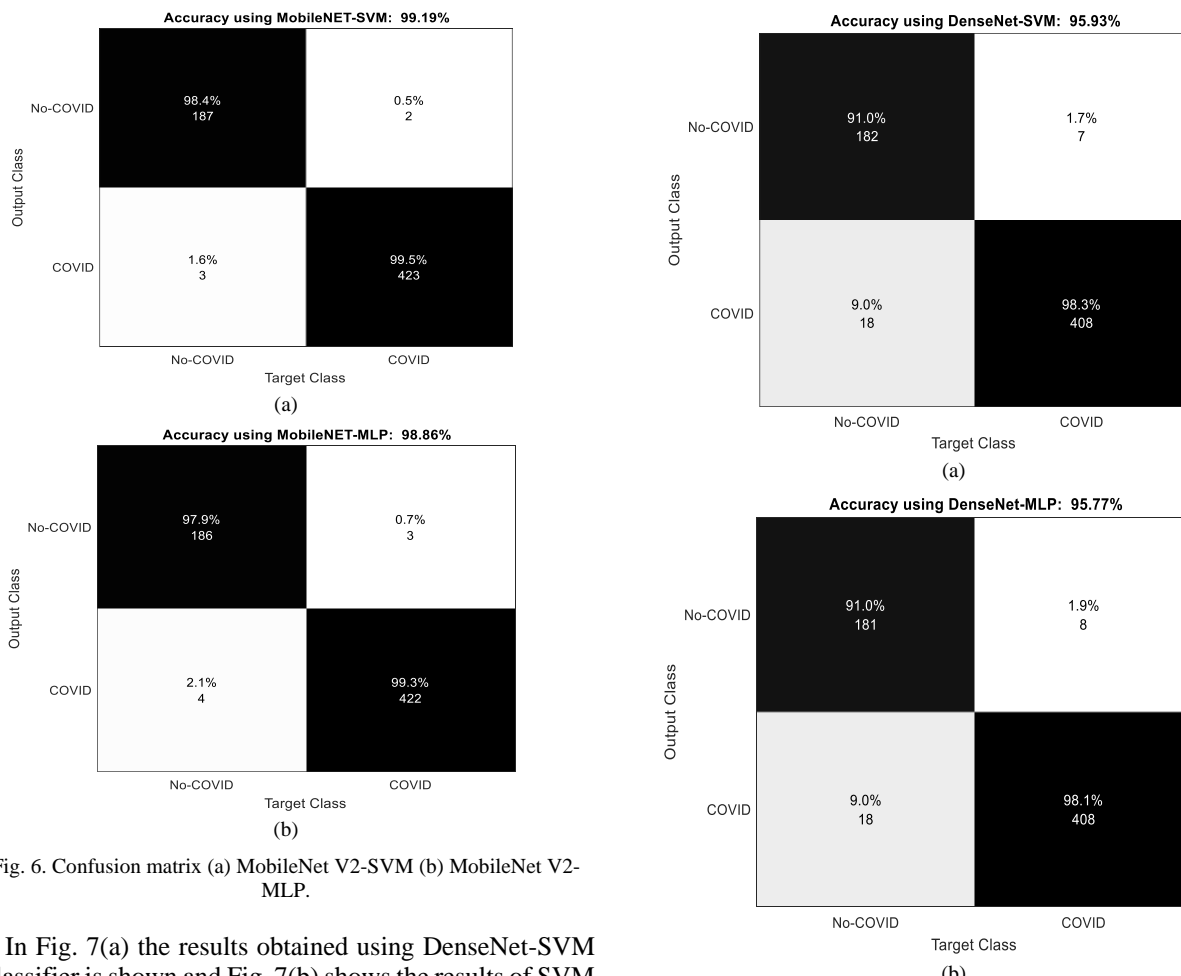 Accuracy using MobileNET-SVM: 99.19%
Output Class
No-COVID
98.4%
187
0.5%
2
COVID
1.6%
3
99.5%
423
No-COVID COVID
Target Class
(a)
Accuracy using MobileNET-MLP: 98.86%
Output Class
No-COVID
97.9%
186
0.7%
3
COVID
2.1%
4
99.3%
422
No-COVID COVID
Target Class
(b)
ig. 6. Confusion matrix (a) MobileNet V2-SVM (b) MobileNet V2-
MLP.
In Fig. 7(a) the results obtained using DenseNet-SVM
lassifier is shown and Fig. 7(b) shows the results of SVM
Accuracy using DenseNet-SVM: 95.93%
Output Class
No-COVID
91.0%
182
1.7%
7
COVID
9.0%
18
98.3%
408
No-COVID COVID
Target Class
(a)
Accuracy using DenseNet-MLP: 95.77%
Output Class
No-COVID
91.0%
181
1.9%
8
COVID
9.0%
18
98.1%
408
No-COVID COVID
Target Class
(b)